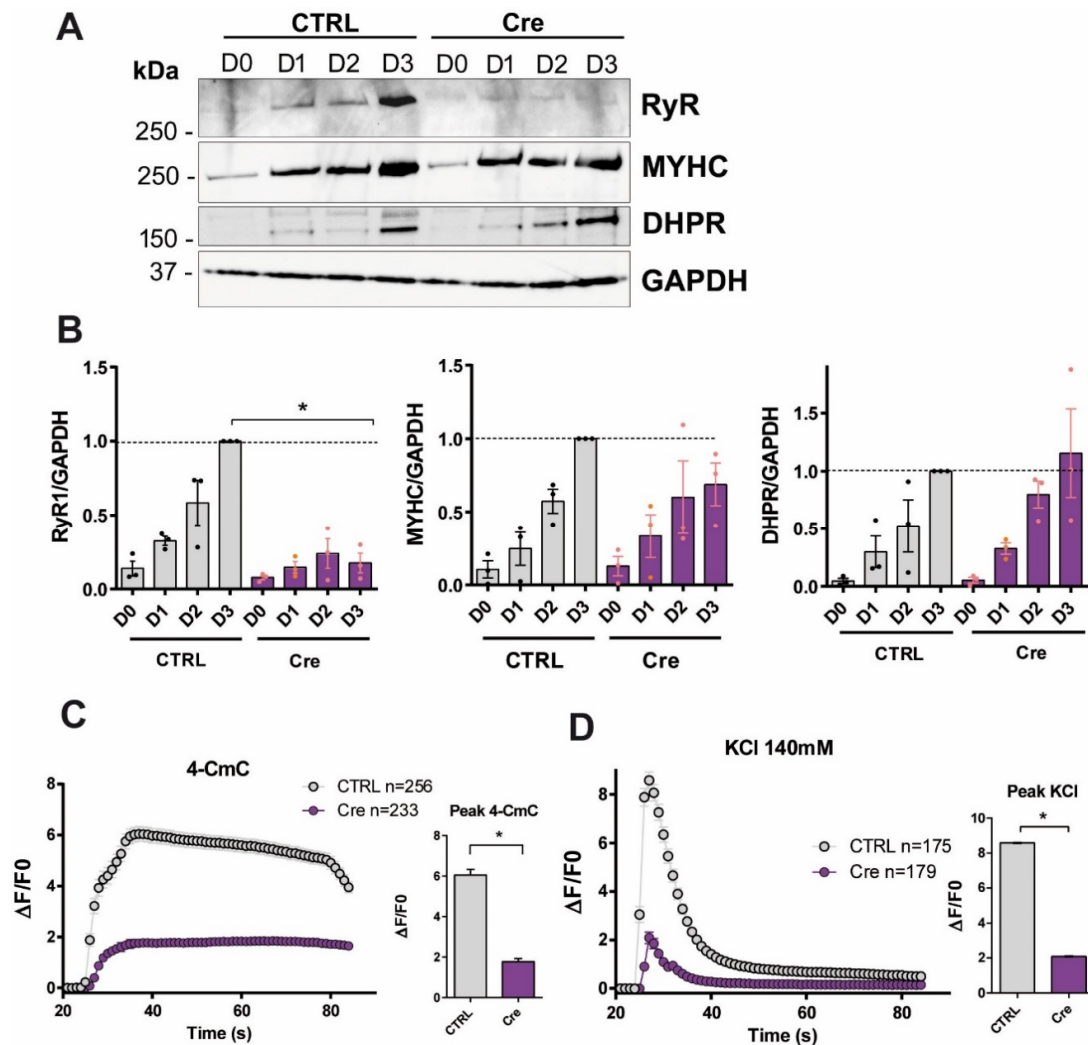 A
CTRL Cre
kDa D0 D1 D2 D3 D0 D1 D2 D3
RyR
250 -
MYHC
250 -
DHPR
150 -
37 -
GAPDH
B
RyR1/GAPDH
1.5
1.0
0.5
0.0
*
D0 D1 D2 D3 D0 D1 D2 D3
CTRL Cre
MYHC/GAPDH
1.5
1.0
0.5
0.0
D0 D1 D2 D3 D0 D1 D2 D3
CTRL Cre
DHPR/GAPDH
1.5
1.0
0.5
0.0
D0 D1 D2 D3 D0 D1 D2 D3
CTRL Cre
C
4-CmC
CTRL n=256
Cre n=233
ΔF/F0
8
6
4
2
0
20 40 60 80
Time (s)
Peak 4-CmC
*
ΔF/F0
8
6
4
2
0
CTRL Cre
D
KCl 140mM
CTRL n=175
Cre n=179
ΔF/F0
8
6
4
2
0
20 40 60 80
Time (s)
Peak KCl
*
ΔF/F0
10
8
6
4
2
0
CTRL Cre